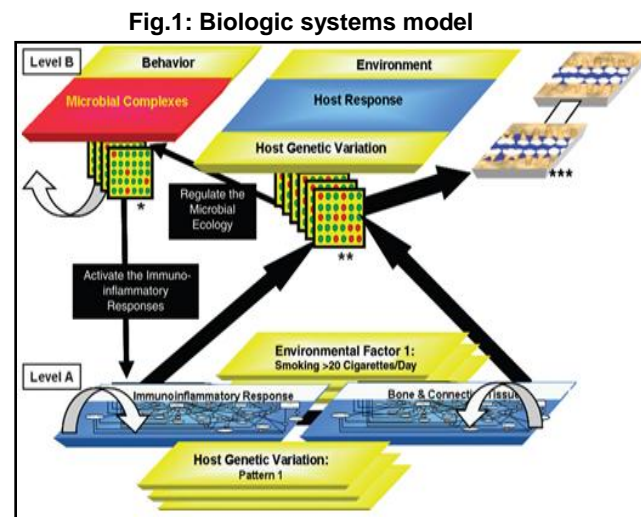 Fig.1: Biologic systems model
Level B
Behavior
Environment
Microbial Complexes
Host Response
Host Genetic Variation
***
Regulate the
Microbial
Ecology
*
**
Activate the Immuno-
inflammatory
Responses
Environmental Factor 1:
Smoking >20 Cigarettes/Day
Level A
Immunoinflammatory Response
Bone & Connecti Tissue
Host Genetic Variation:
Pattern 1